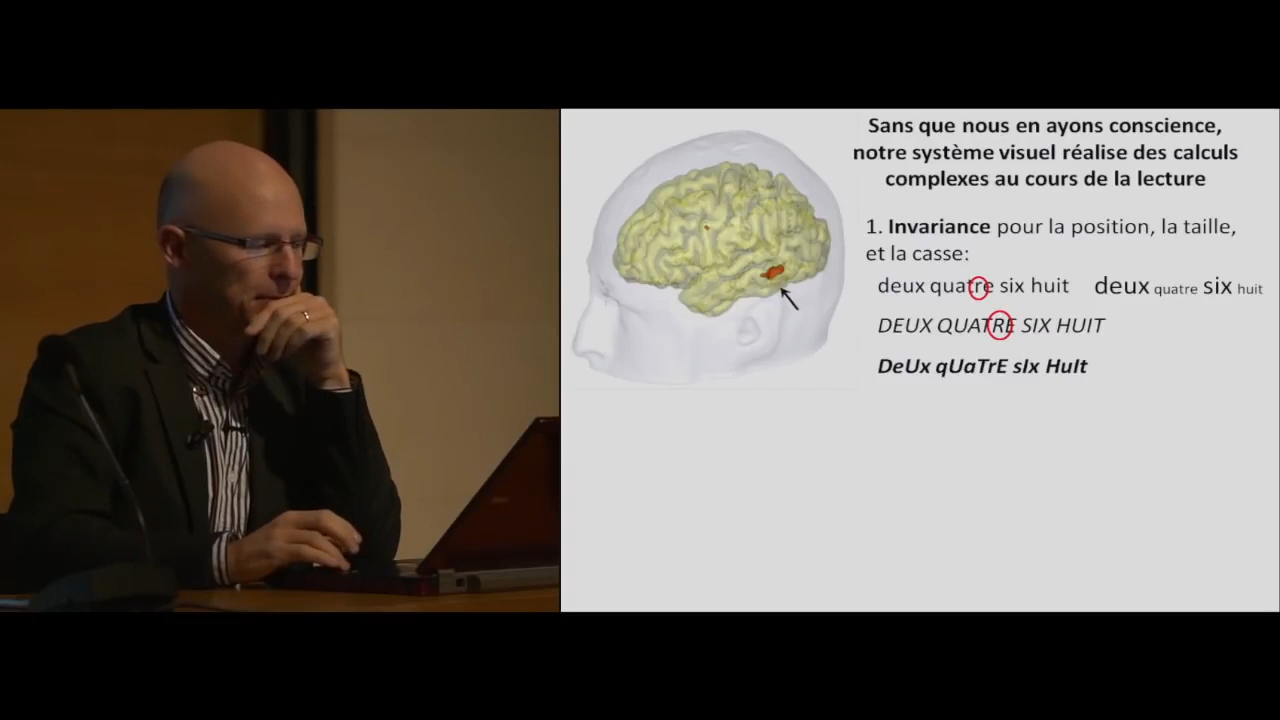 Sans que nous en ayons conscience,
notre système visuel réalise des calculs
complexes au cours de la lecture
1. Invariance pour la position, la taille,
et la casse:
deux quatre six huit deux quatre six huit
DEUX QUATRE SIX HUIT
DeUx qUaTrE sIx HuIt